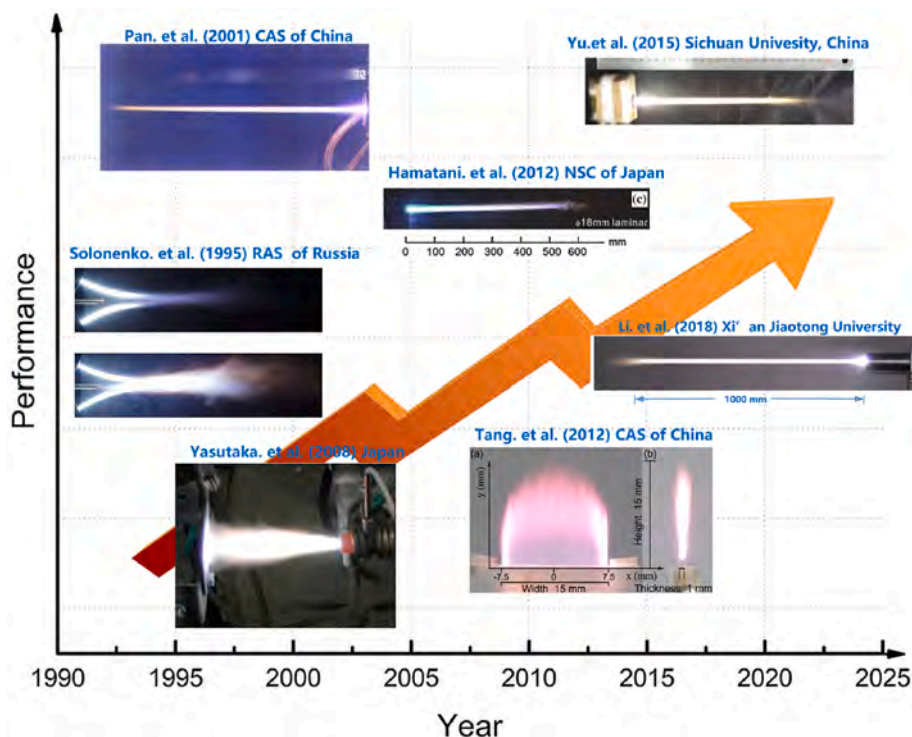 Pan. et al. (2001) CAS of China
Yu.et al. (2015) Sichuan Univesity, China
Hamatani. et al. (2012) NSC of Japan
(c)
φ18mm laminar
mm
0 100 200 300 400 500 600
Solonenko. et al. (1995) RAS of Russia
Li. et al. (2018) Xi’ an Jiaotong University
1000 mm
Yasutaka. et al. (2008) Japan
Tang. et al. (2012) CAS of China
(a)
(b)
y (mm)
Height 15 mm
-7.5 0 7.5
x (mm)
Width 15 mm
Thickness 1 mm
Performance
1990 1995 2000 2005 2010 2015 2020 2025
Year